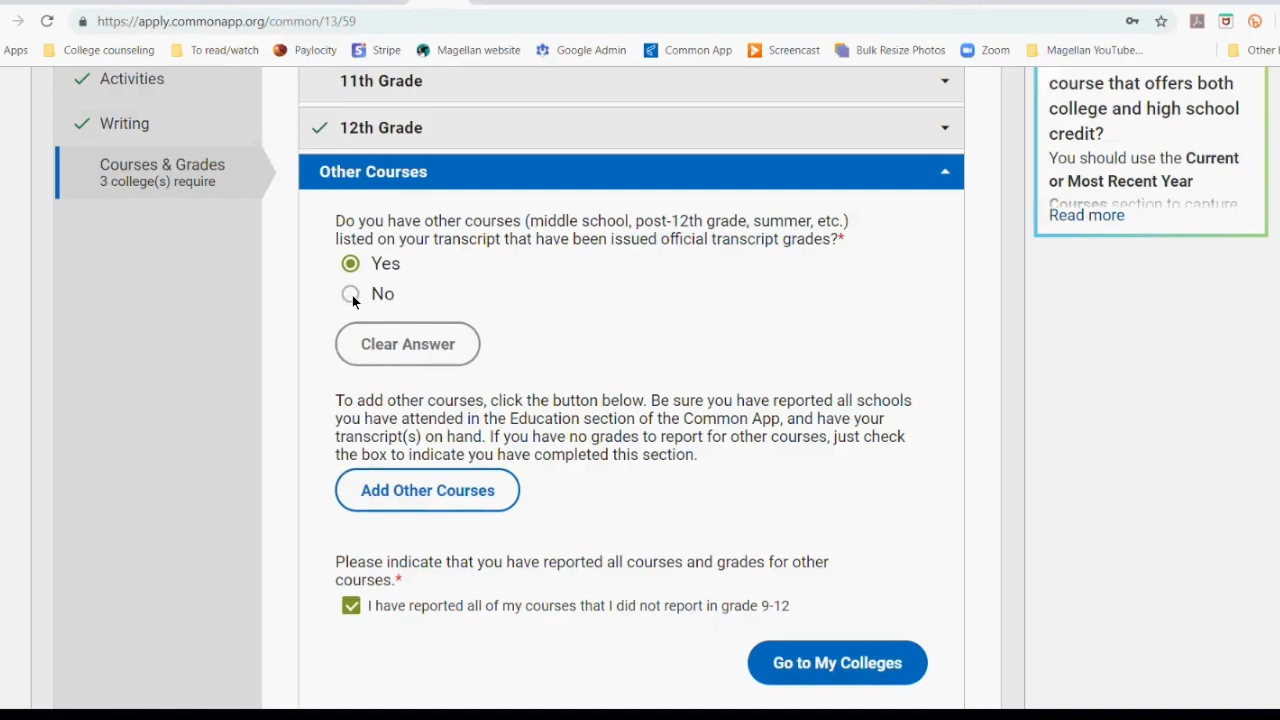 https://apply.commonapp.org/common/13/59
Apps College counseling To read/watch Paylocity Stripe Magellan website Google Admin Common App Screencast Bulk Resize Photos Zoom Magellan YouTube... Other
Activities
Writing
Courses & Grades
3 college(s) require
11th Grade
12th Grade
Other Courses
Do you have other courses (middle school, post-12th grade, summer, etc.)
listed on your transcript that have been issued official transcript grades?*
Yes
No
Clear Answer
To add other courses, click the button below. Be sure you have reported all schools
you have attended in the Education section of the Common App, and have your
transcript(s) on hand. If you have no grades to report for other courses, just check
the box to indicate you have completed this section.
Add Other Courses
Please indicate that you have reported all courses and grades for other
courses.*
I have reported all of my courses that I did not report in grade 9-12
Go to My Colleges
course that offers both
college and high school
credit?
You should use the Current
or Most Recent Year
Courses section to capture
Read more